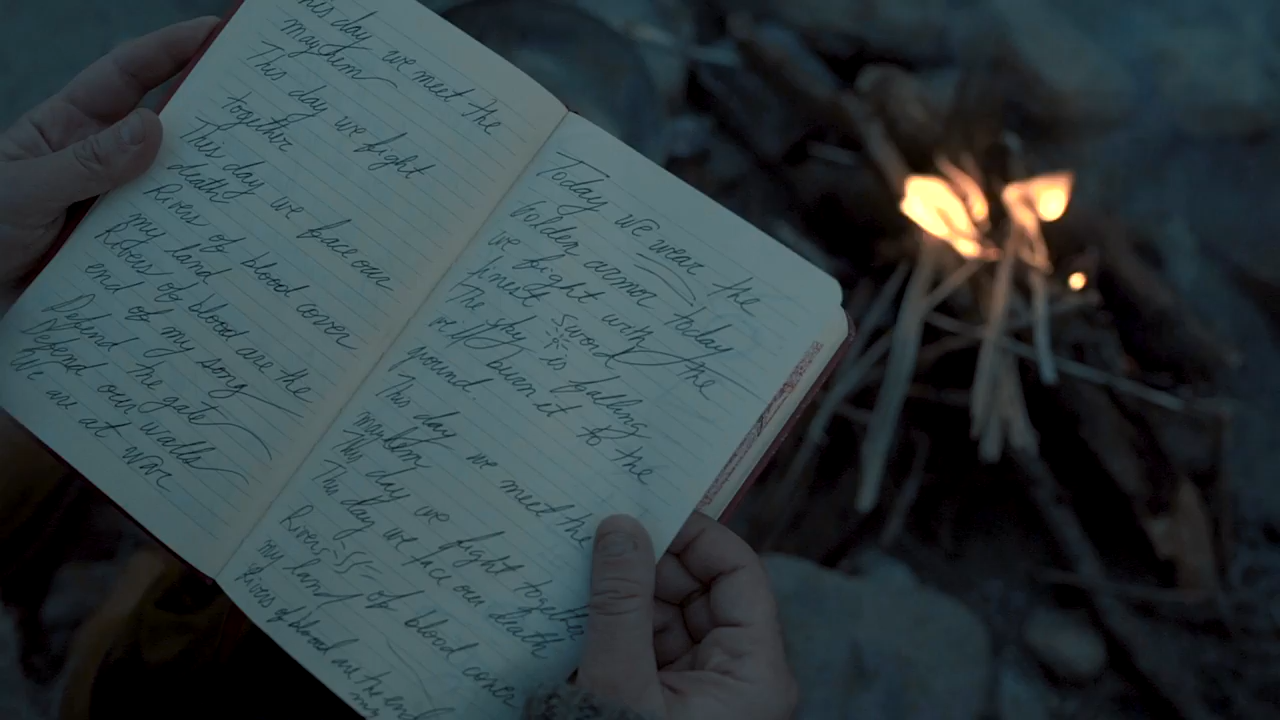 This day we meet the
mayhem
This day we fight
together
This day we face our
death
Rivers of blood cover
my land
Rivers of blood are the
end of my song
Defend the gate
Defend our walls
We are at war
Today we wear the
golden armor today
we fight with the
finest sword
The sky is falling
We'll burn it to the
ground.
This day we meet the
mayhem
This day we fight together
This day we face our death
Rivers of blood cover
my land
Rivers of blood are the end